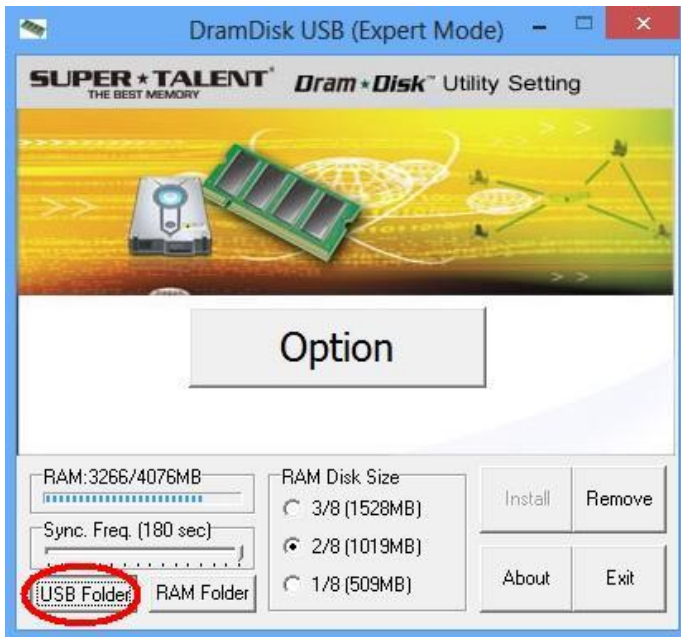 DramDisk USB (Expert Mode)
SUPER★TALENT® Dram★Disk™ Utility Setting
THE BEST MEMORY
Option
RAM:3266/4076MB
Sync. Freq. (180 sec)
USB Folder
RAM Folder
RAM Disk Size
3/8 (1528MB)
2/8 (1019MB)
1/8 (509MB)
Install
Remove
About
Exit